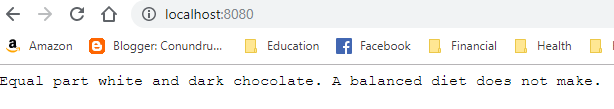 localhost:8080
Amazon Blogger: Conundru... Education Facebook Financial Health
Equal part white and dark chocolate. A balanced diet does not make.